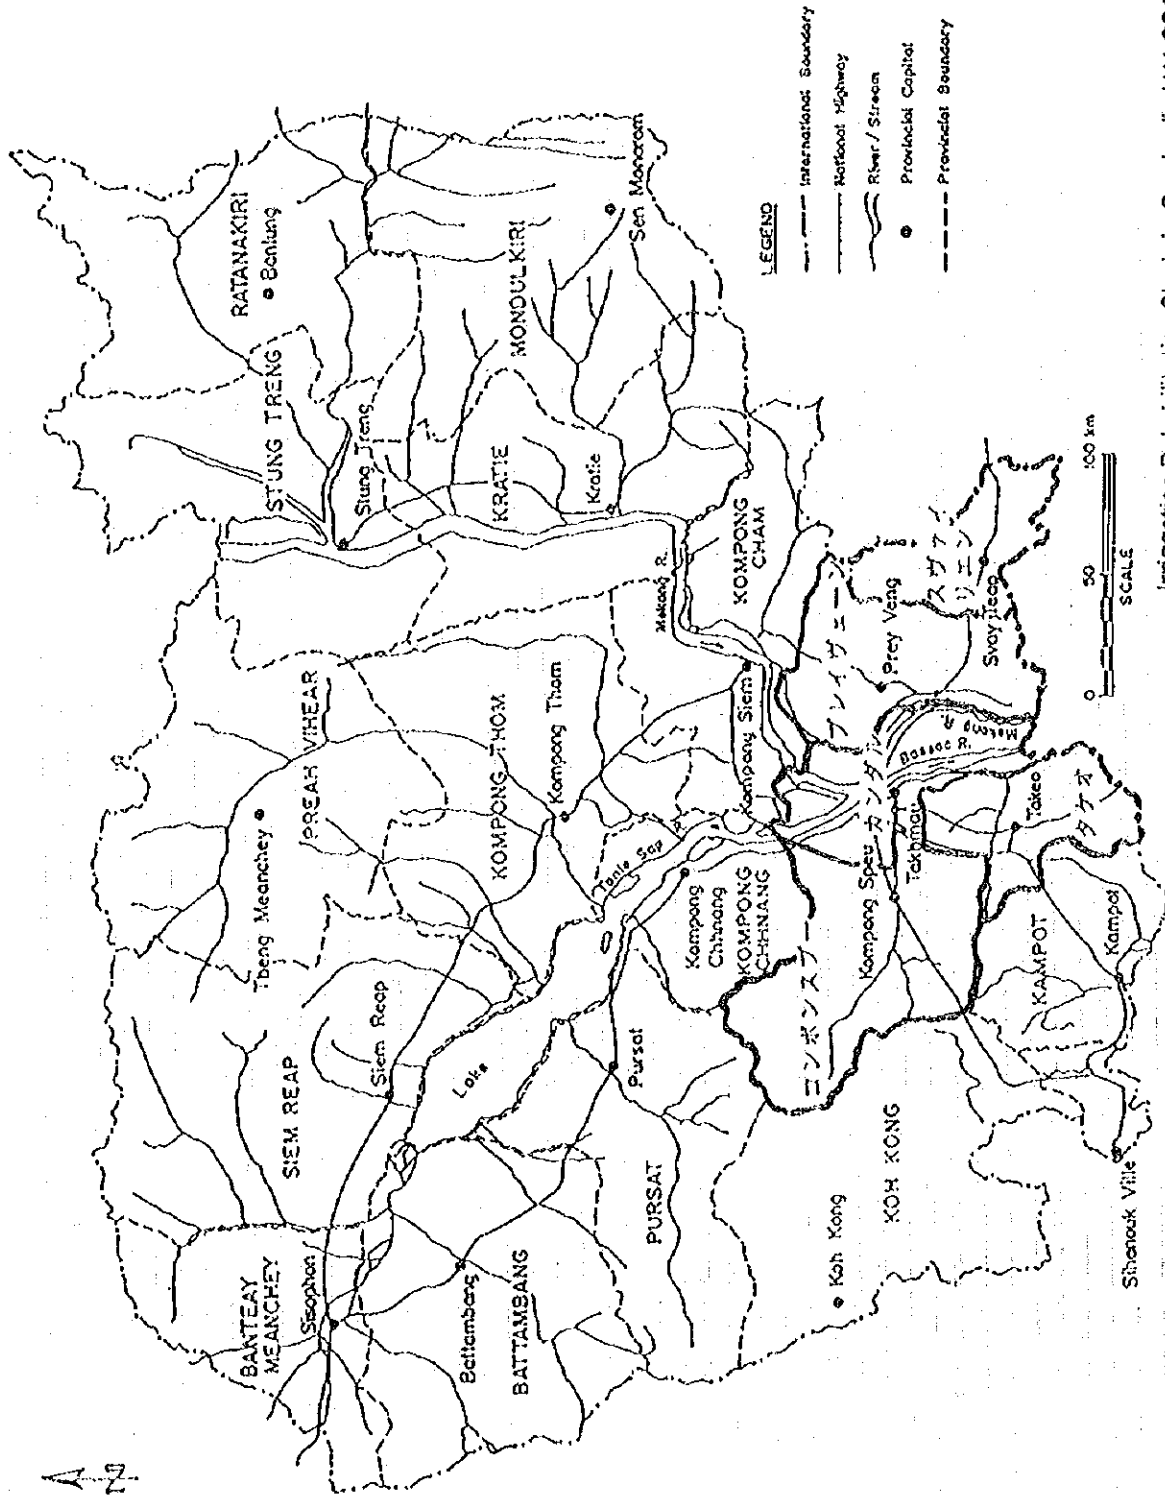 N
BANTEAY
MEANCHEY
Sisophon
SIEM REAP
Siem Reap
Tbeng Meanchey
PREAH VIHEAR
STUNG TRENG
Stung Treng
RATANAKIRI
Banlung
Battambang
BATTAMBANG
Lake
KOMPONG THOM
Kompong Thom
Tonle Sap
KRATIE
Kratie
MONDULKIRI
Sen Monorom
Pursat
PURSAT
Kompong
Chhnang
KOMPONG
CHHNANG
Mekong R.
KOMPONG
CHAM
Kompong Siem
Koh Kong
KOH KONG
コンポンスプー
Kompong Speu
カンダル
Takhmau
プレイヴェーン
Prey Veng
スヴァイ
リエン
Svay
Mekong R.
Bassac R.
Takeo
タケオ
KAMPOT
Kampot
Sihanouk Ville
LEGEND
International Boundary
National Highway
River / Stream
Provincial Capital
Provincial Boundary
0 50 100 km
SCALE